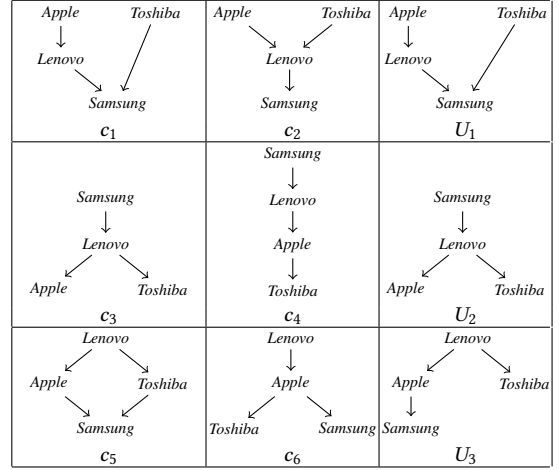 Apple Toshiba Apple Toshiba Apple Toshiba
Lenovo Lenovo Lenovo
Samsung Samsung Samsung
c1 c2 U1
Samsung
Samsung Lenovo Samsung
Lenovo Apple Lenovo
Apple Toshiba Toshiba Apple Toshiba
c3 c4 U2
Lenovo Lenovo Lenovo
Apple Toshiba Apple Apple Toshiba
Samsung Toshiba Samsung Samsung
c5 c6 U3